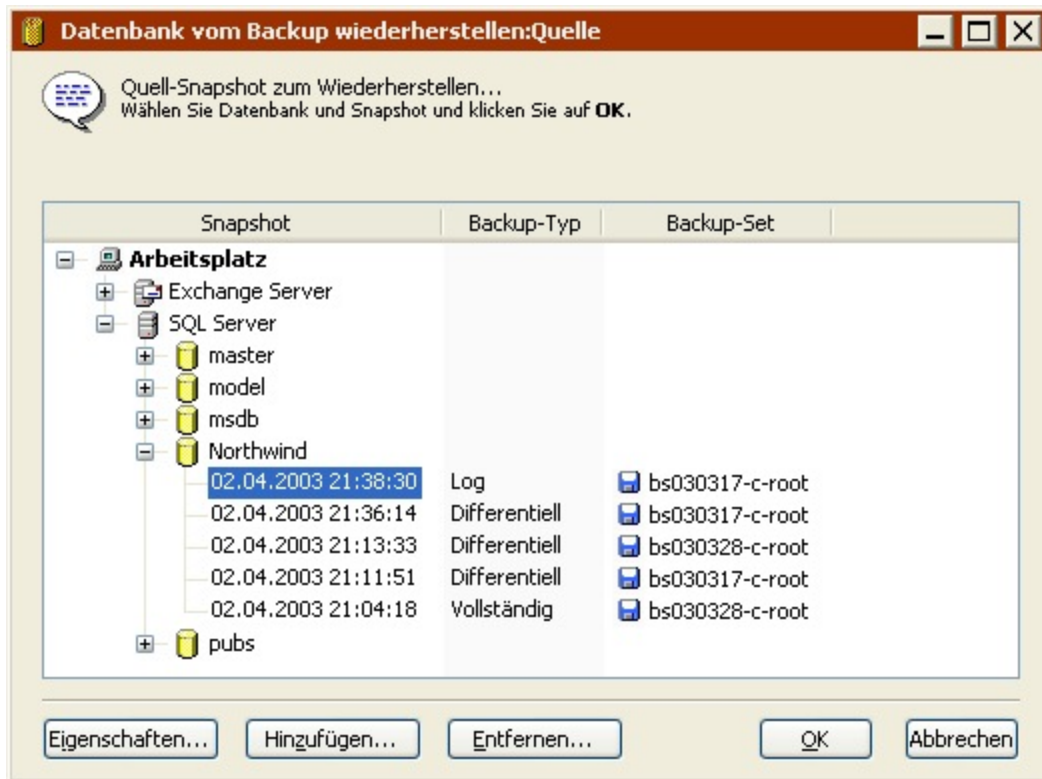 Datenbank vom Backup wiederherstellen:Quelle
Quell-Snapshot zum Wiederherstellen...
Wählen Sie Datenbank und Snapshot und klicken Sie auf OK.
Snapshot Backup-Typ Backup-Set
Arbeitsplatz
Exchange Server
SQL Server
master
model
msdb
Northwind
02.04.2003 21:38:30 Log bs030317-c-root
02.04.2003 21:36:14 Differentiell bs030317-c-root
02.04.2003 21:13:33 Differentiell bs030328-c-root
02.04.2003 21:11:51 Differentiell bs030317-c-root
02.04.2003 21:04:18 Vollständig bs030328-c-root
pubs
Eigenschaften... Hinzufügen... Entfernen... OK Abbrechen